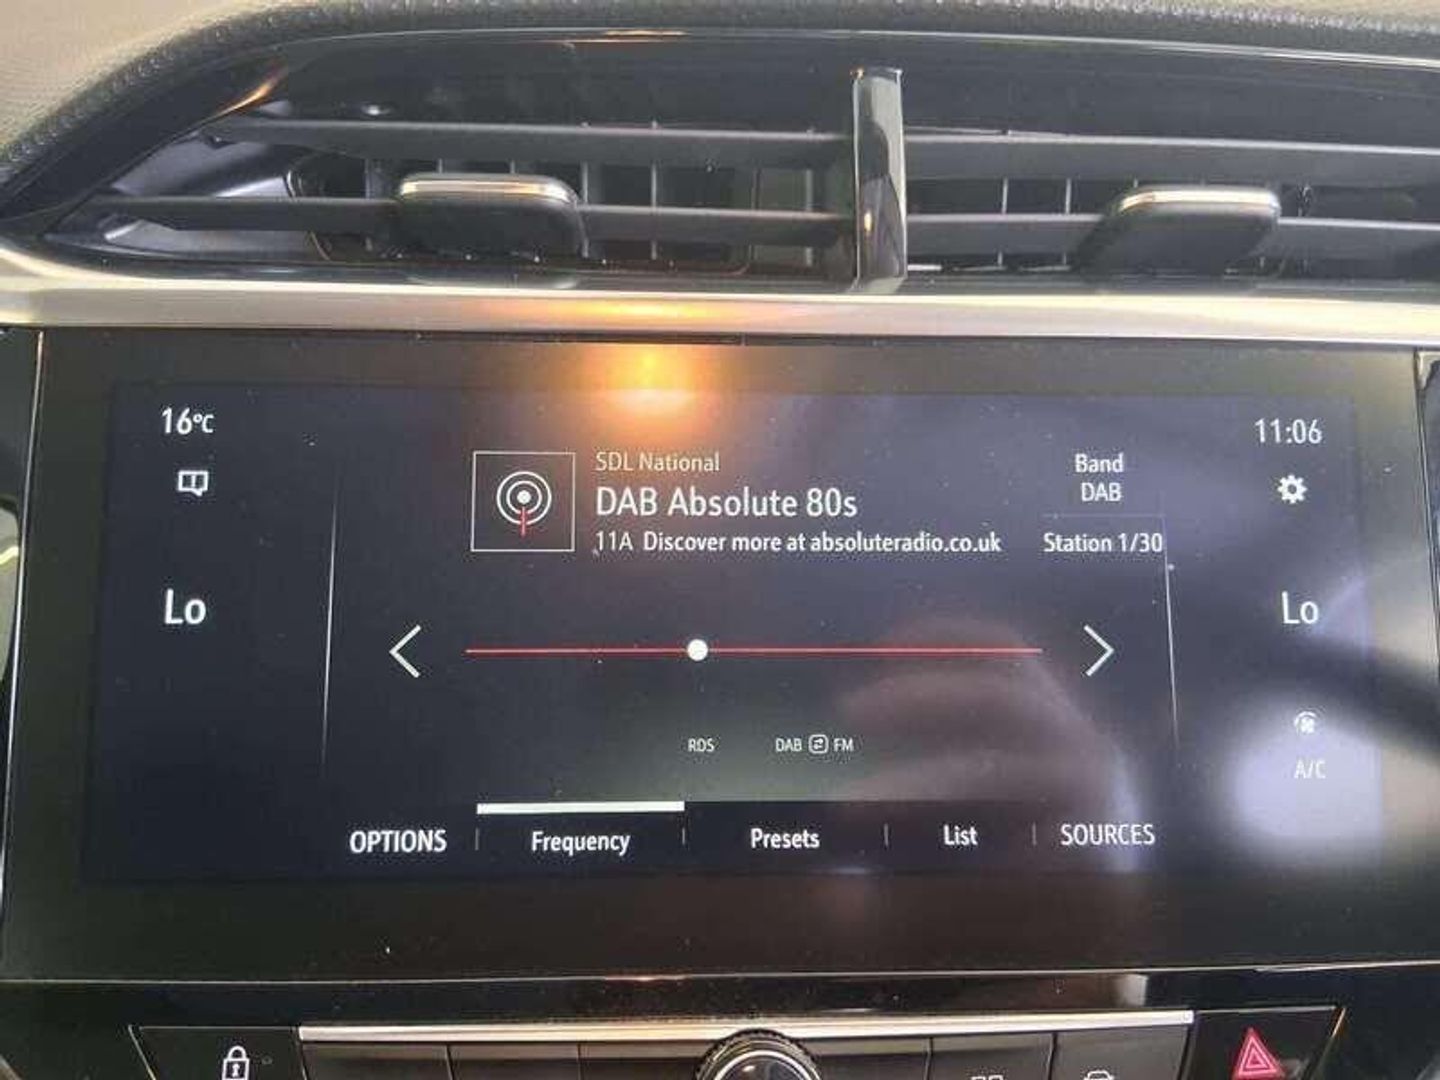 16°C
11:06
SDL National
DAB Absolute 80s
11A Discover more at absoluteradio.co.uk
Band
DAB
Station 1/30
Lo
Lo
RDS
DAB FM
A/C
OPTIONS
Frequency
Presets
List
SOURCES